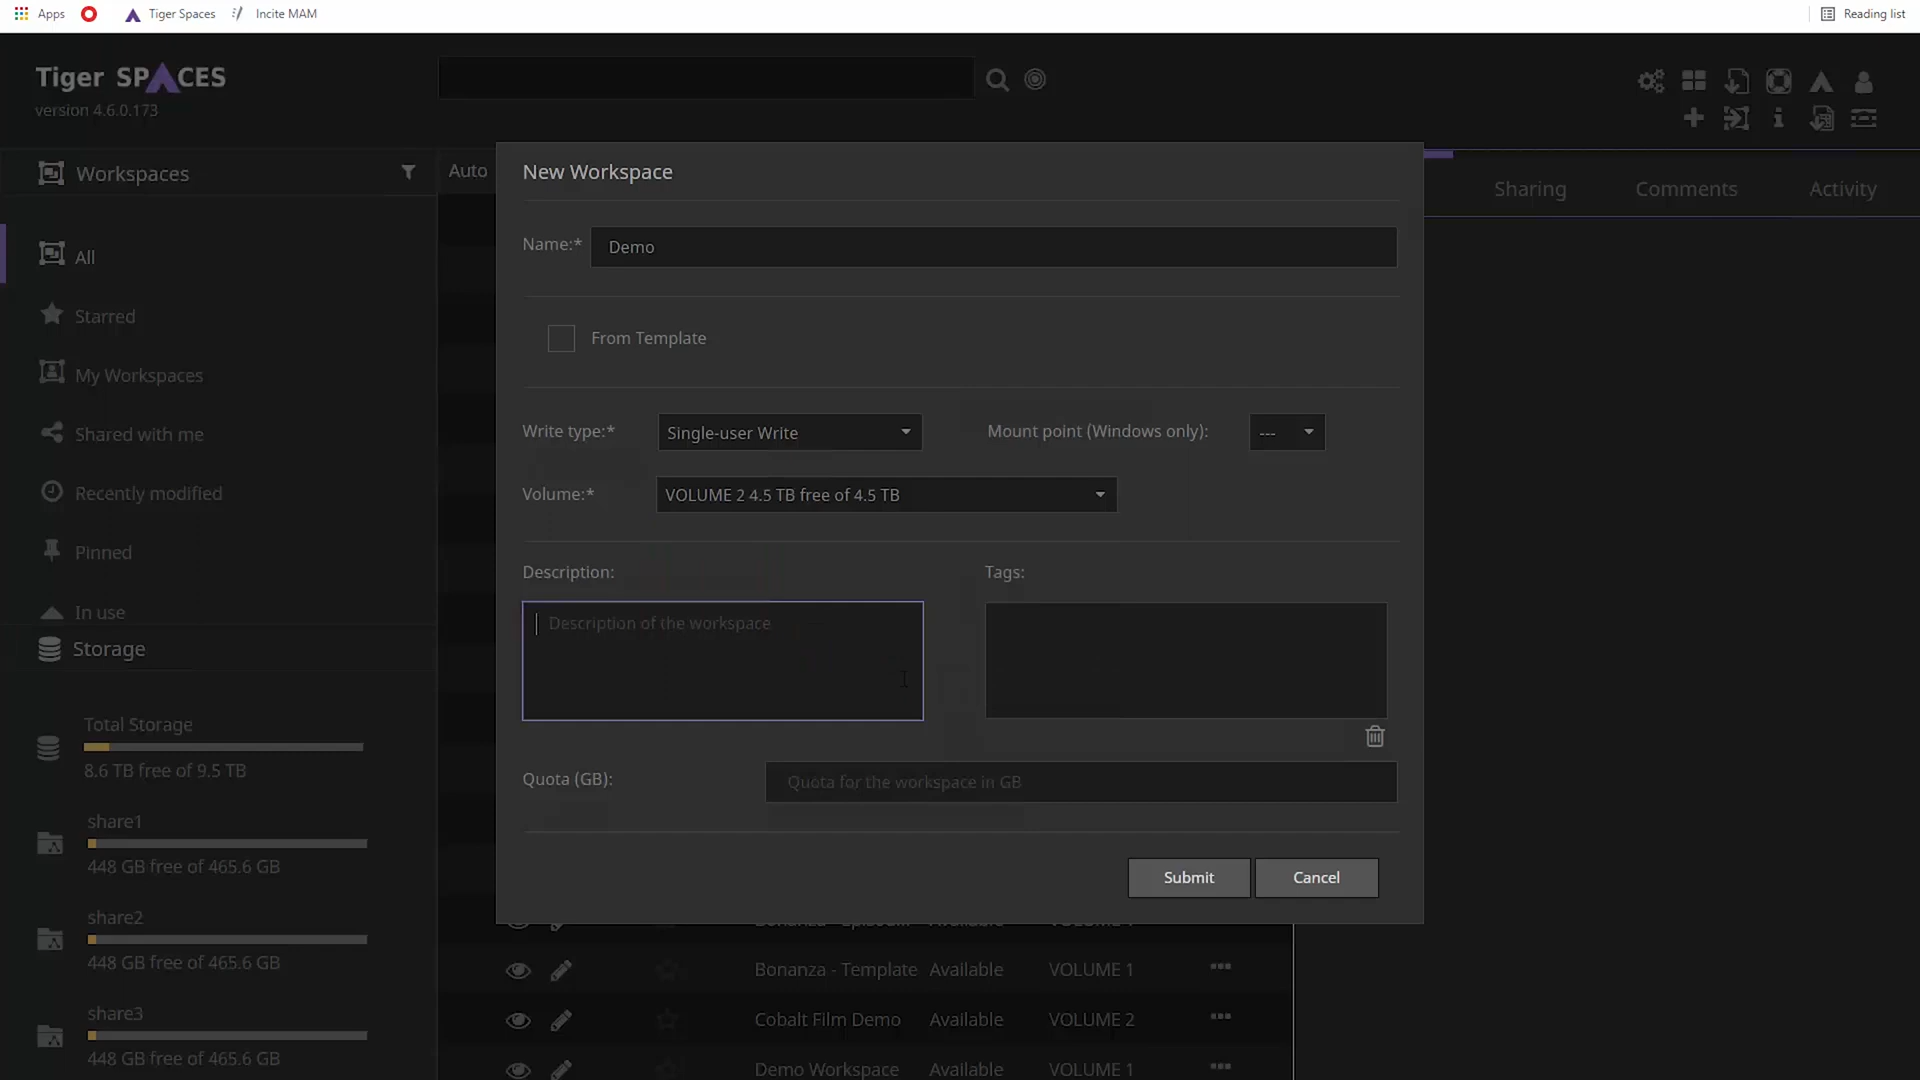 Apps
Tiger Spaces
Incite MAM
Reading list
Tiger SPACES
version 4.6.0.173
Workspaces
Auto
Sharing
Comments
Activity
All
Starred
My Workspaces
Shared with me
Recently modified
Pinned
In use
Storage
Total Storage
8.6 TB free of 9.5 TB
share1
448 GB free of 465.6 GB
share2
448 GB free of 465.6 GB
share3
448 GB free of 465.6 GB
New Workspace
Name:* Demo
From Template
Write type:* Single-user Write Mount point (Windows only): ---
Volume:* VOLUME 2 4.5 TB free of 4.5 TB
Description: Tags:
Description of the workspace
Quota (GB): Quota for the workspace in GB
Submit Cancel
Bonanza - Template Available VOLUME 1
Cobalt Film Demo Available VOLUME 2
Demo Workspace Available VOLUME 1